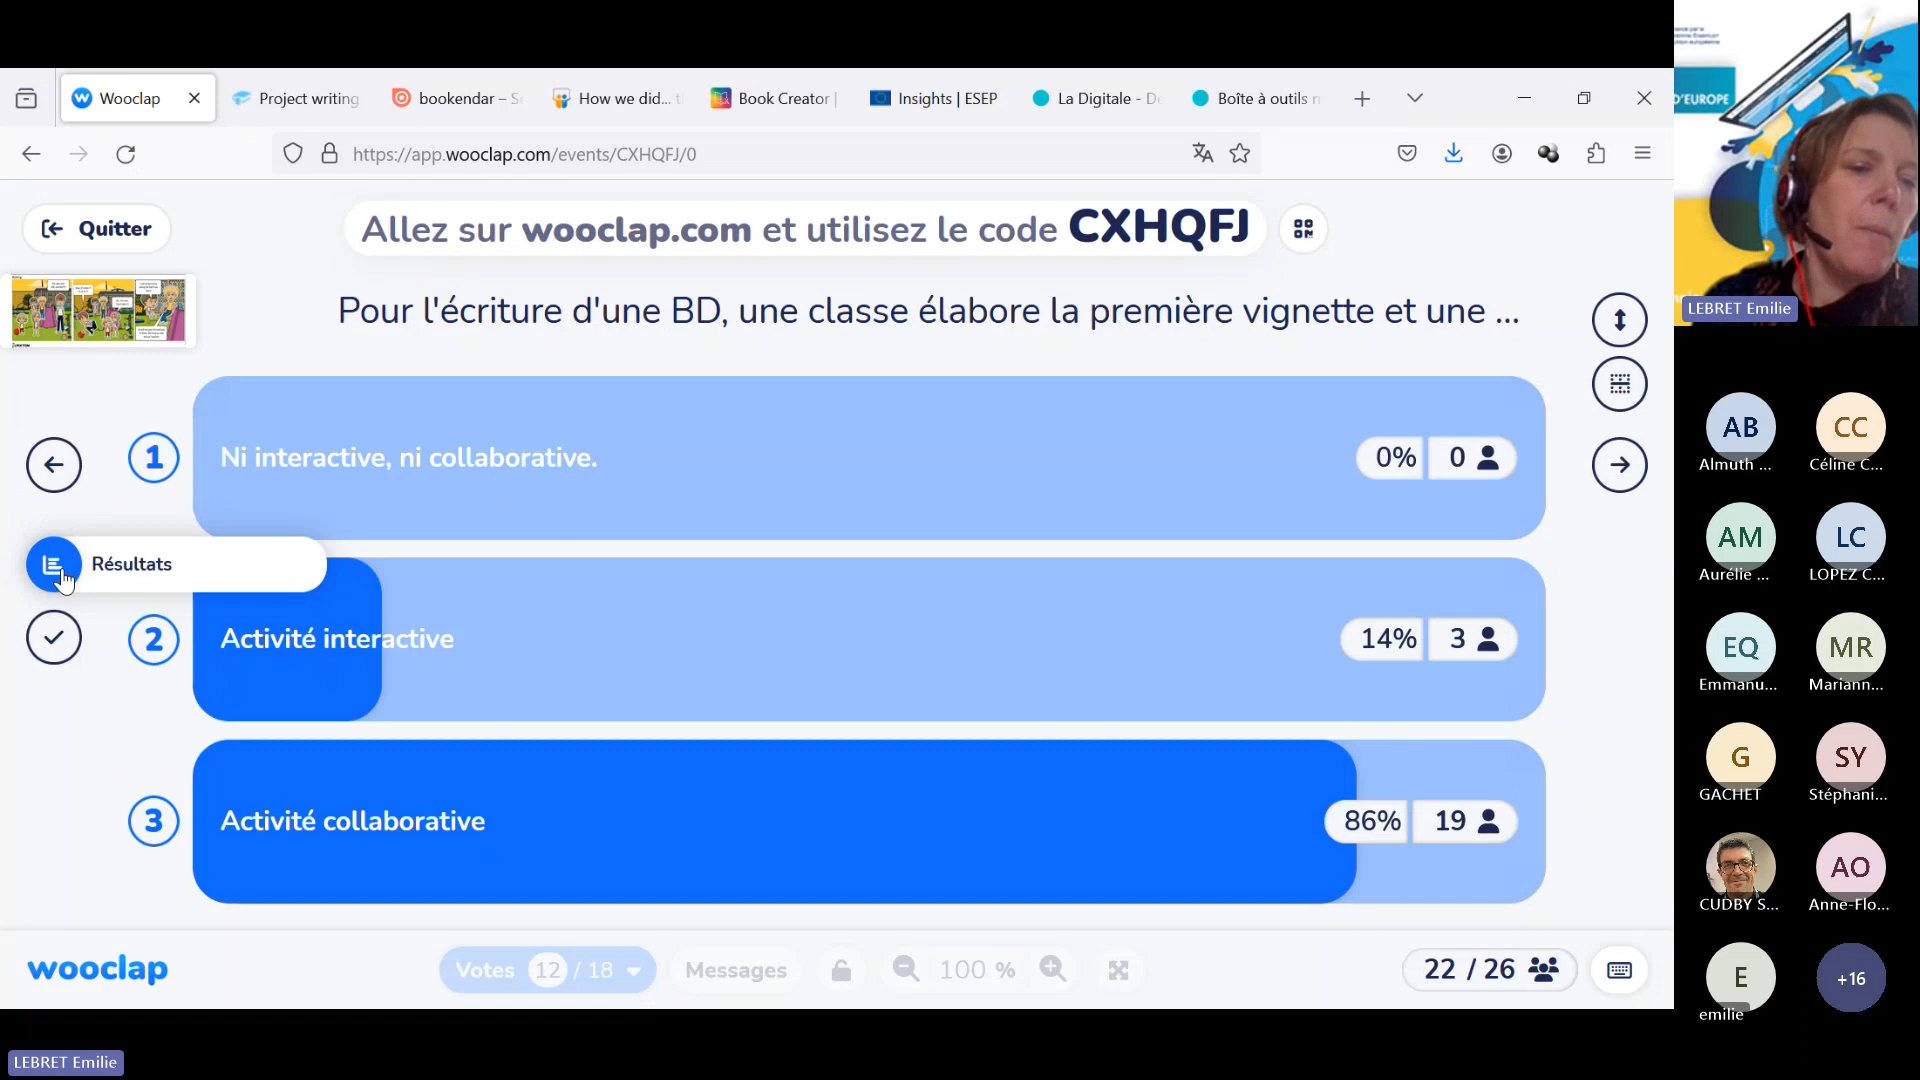 Wooclap
Project writing
bookendar – S
How we did...
Book Creator |
Insights | ESEP
La Digitale - D
Boîte à outils n
https://app.wooclap.com/events/CXHQFJ/0
Quitter
Allez sur wooclap.com et utilisez le code CXHQFJ
Pour l'écriture d'une BD, une classe élabore la première vignette et une ...
1
Ni interactive, ni collaborative.
0%
0
Résultats
2
Activité interactive
14%
3
3
Activité collaborative
86%
19
wooclap
Votes 12 / 18
Messages
100 %
22 / 26
LEBRET Emilie
D'EUROPE
LEBRET Emilie
AB
Almuth ...
CC
Céline C...
AM
Aurélie ...
LC
LOPEZ C...
EQ
Emmanu...
MR
Mariann...
G
GACHET
SY
Stéphani...
CUDBY S...
AO
Anne-Flo...
E
emilie
+16